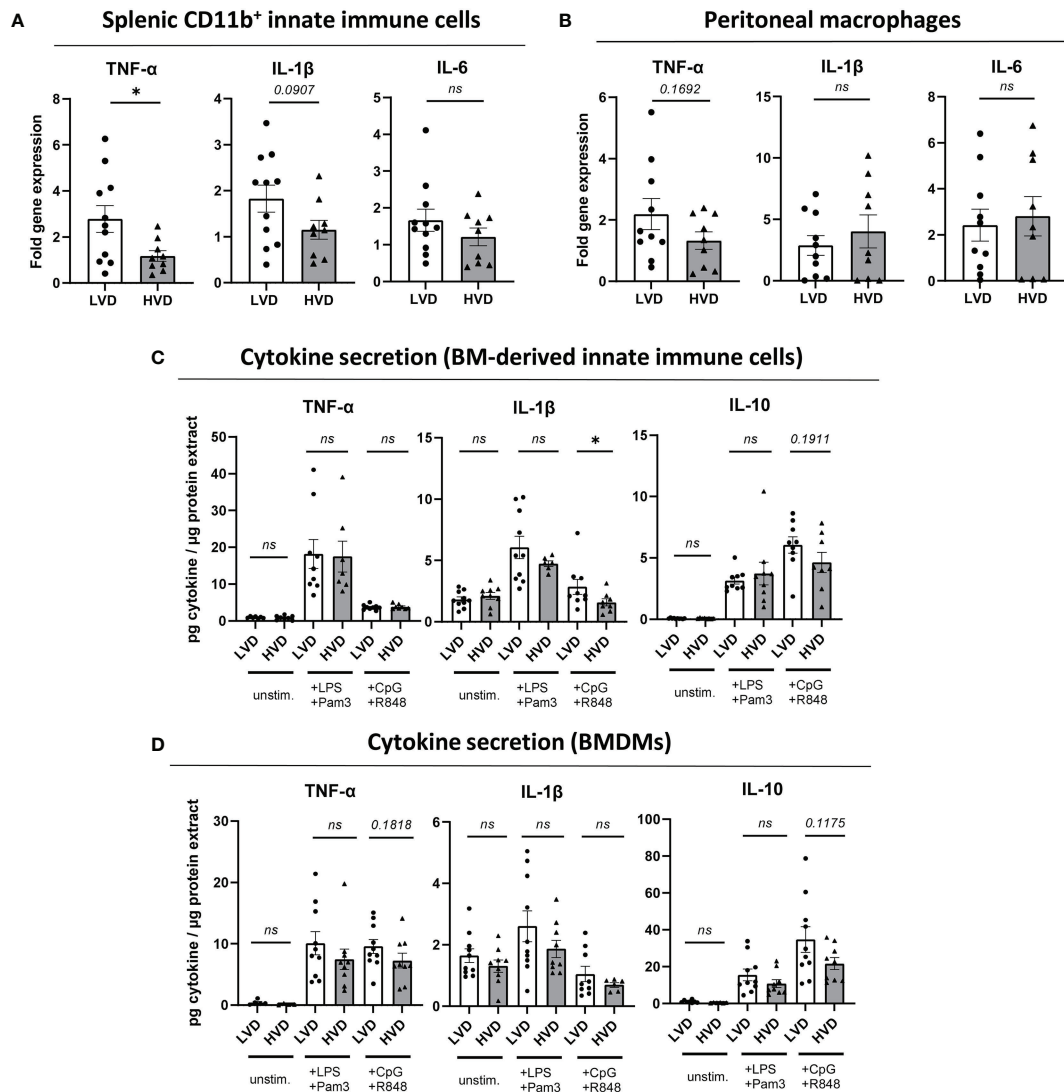 A Splenic CD11b+ innate immune cells
TNF-α IL-1β IL-6
* 0.0907 ns
Fold gene expression
8 6 4 2 0
4 3 2 1 0
5 4 3 2 1 0
LVD HVD LVD HVD LVD HVD
B Peritoneal macrophages
TNF-α IL-1β IL-6
0.1692 ns ns
Fold gene expression
6 4 2 0
15 10 5 0
8 6 4 2 0
LVD HVD LVD HVD LVD HVD
C Cytokine secretion (BM-derived innate immune cells)
TNF-α IL-1β IL-10
pg cytokine / µg protein extract
50 40 30 20 10 0
ns ns ns
15 10 5 0
ns ns *
15 10 5 0
ns ns 0.1911
LVD HVD LVD HVD LVD HVD LVD HVD LVD HVD LVD HVD LVD HVD LVD HVD LVD HVD
unstim. +LPS +CpG unstim. +LPS +CpG unstim. +LPS +CpG
+Pam3 +R848 +Pam3 +R848 +Pam3 +R848
D Cytokine secretion (BMDMs)
TNF-α IL-1β IL-10
pg cytokine / µg protein extract
30 20 10 0
ns ns 0.1818
6 4 2 0
ns ns ns
100 80 60 40 20 0
ns ns 0.1175
LVD HVD LVD HVD LVD HVD LVD HVD LVD HVD LVD HVD LVD HVD LVD HVD LVD HVD
unstim. +LPS +CpG unstim. +LPS +CpG unstim. +LPS +CpG
+Pam3 +R848 +Pam3 +R848 +Pam3 +R848